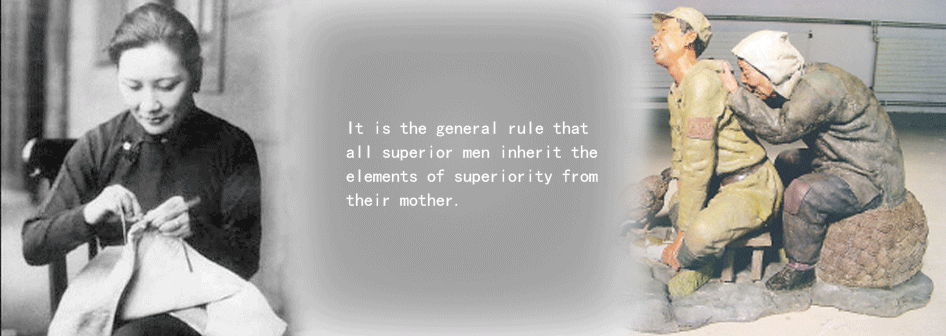 It is the general rule that
all superior men inherit the
elements of superiority from
their mother.